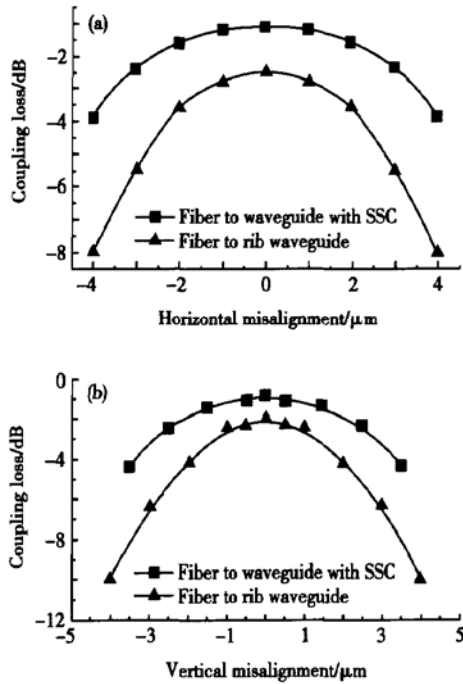 (a)
Coupling loss/dB
−2
−4
−6
−8
Fiber to waveguide with SSC
Fiber to rib waveguide
−4 −2 0 2 4
Horizontal misalignment/μm
(b)
Coupling loss/dB
0
−4
−8
−12
Fiber to waveguide with SSC
Fiber to rib waveguide
−5 −3 −1 1 3 5
Vertical misalignment/μm